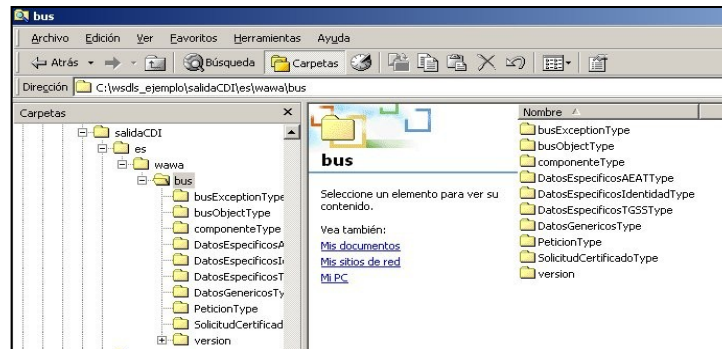 bus
Archivo Edición Ver Favoritos Herramientas Ayuda
Atrás Búsqueda Carpetas
Dirección C:\wsdls_ejemplo\salidaCDI\es\wawa\bus
Carpetas
salidaCDI
es
wawa
bus
busExceptionType
busObjectType
componenteType
DatosEspecificosA
DatosEspecificosI
DatosEspecificosT
DatosGenericosTy
PeticionType
SolicitudCertificad
version
bus
Seleccione un elemento para ver su
contenido.
Vea también:
Mis documentos
Mis sitios de red
Mi PC
Nombre
busExceptionType
busObjectType
componenteType
DatosEspecificosAEATType
DatosEspecificosIdentidadType
DatosEspecificosTGSSType
DatosGenericosType
PeticionType
SolicitudCertificadoType
version